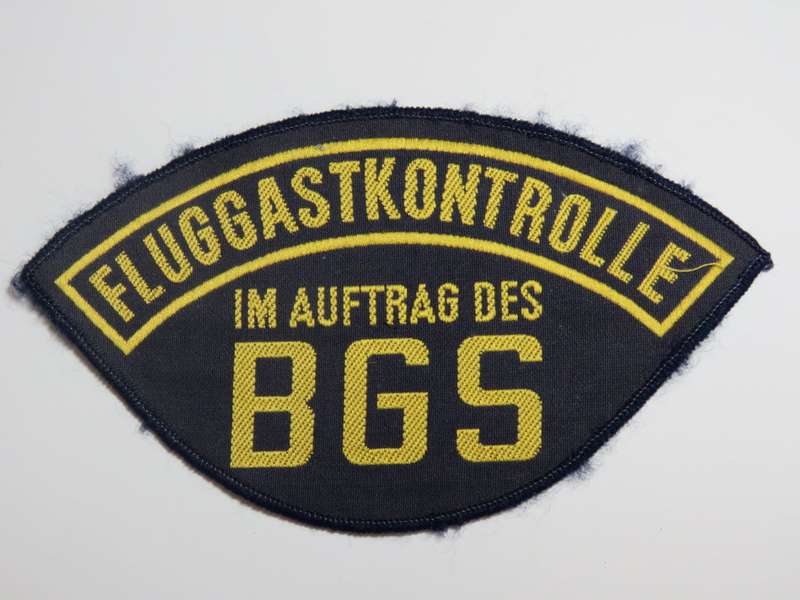 FLUGGASTKONTROLLE
IM AUFTRAG DES
BGS